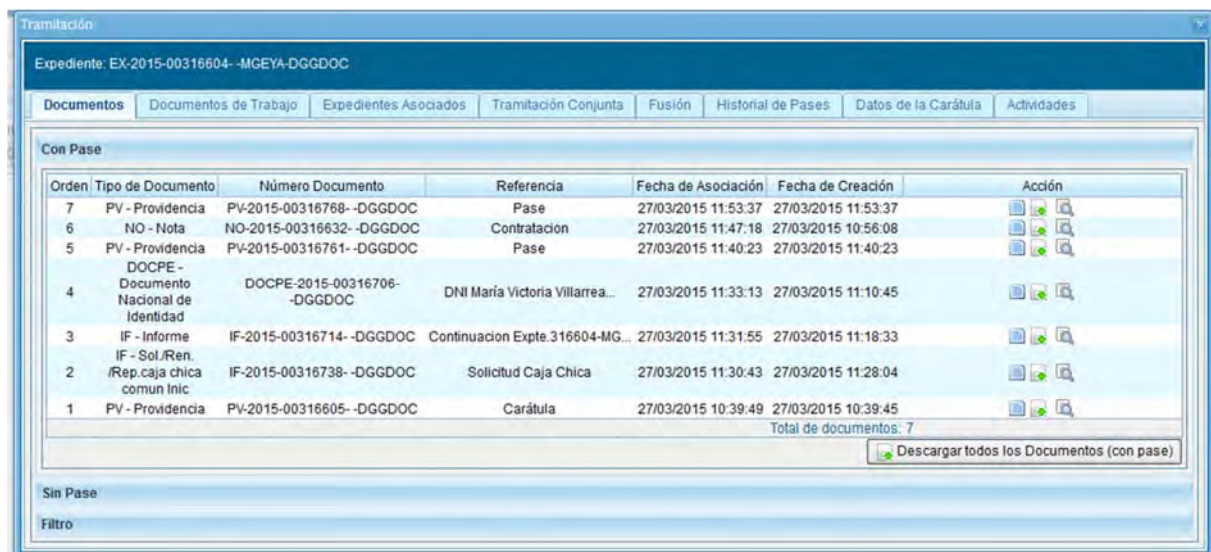 Tramitación
Expediente: EX-2015-00316604- -MGEYA-DGGDOC
Documentos Documentos de Trabajo Expedientes Asociados Tramitación Conjunta Fusión Historial de Pases Datos de la Carátula Actividades
Con Pase
Orden Tipo de Documento Número Documento Referencia Fecha de Asociación Fecha de Creación Acción
7 PV - Providencia PV-2015-00316768- -DGGDOC Pase 27/03/2015 11:53:37 27/03/2015 11:53:37
6 NO - Nota NO-2015-00316632- -DGGDOC Contratacion 27/03/2015 11:47:18 27/03/2015 10:56:08
5 PV - Providencia PV-2015-00316761- -DGGDOC Pase 27/03/2015 11:40:23 27/03/2015 11:40:23
DOCPE -
Documento DOCPE-2015-00316706-
4 Nacional de -DGGDOC DNI María Victoria Villarrea... 27/03/2015 11:33:13 27/03/2015 11:10:45
Identidad
3 IF - Informe IF-2015-00316714- -DGGDOC Continuacion Expte.316604-MG... 27/03/2015 11:31:55 27/03/2015 11:18:33
IF - Sol./Ren.
2 /Rep.caja chica IF-2015-00316738- -DGGDOC Solicitud Caja Chica 27/03/2015 11:30:43 27/03/2015 11:28:04
comun Inic
1 PV - Providencia PV-2015-00316605- -DGGDOC Carátula 27/03/2015 10:39:49 27/03/2015 10:39:45
Total de documentos: 7
Descargar todos los Documentos (con pase)
Sin Pase
Filtro